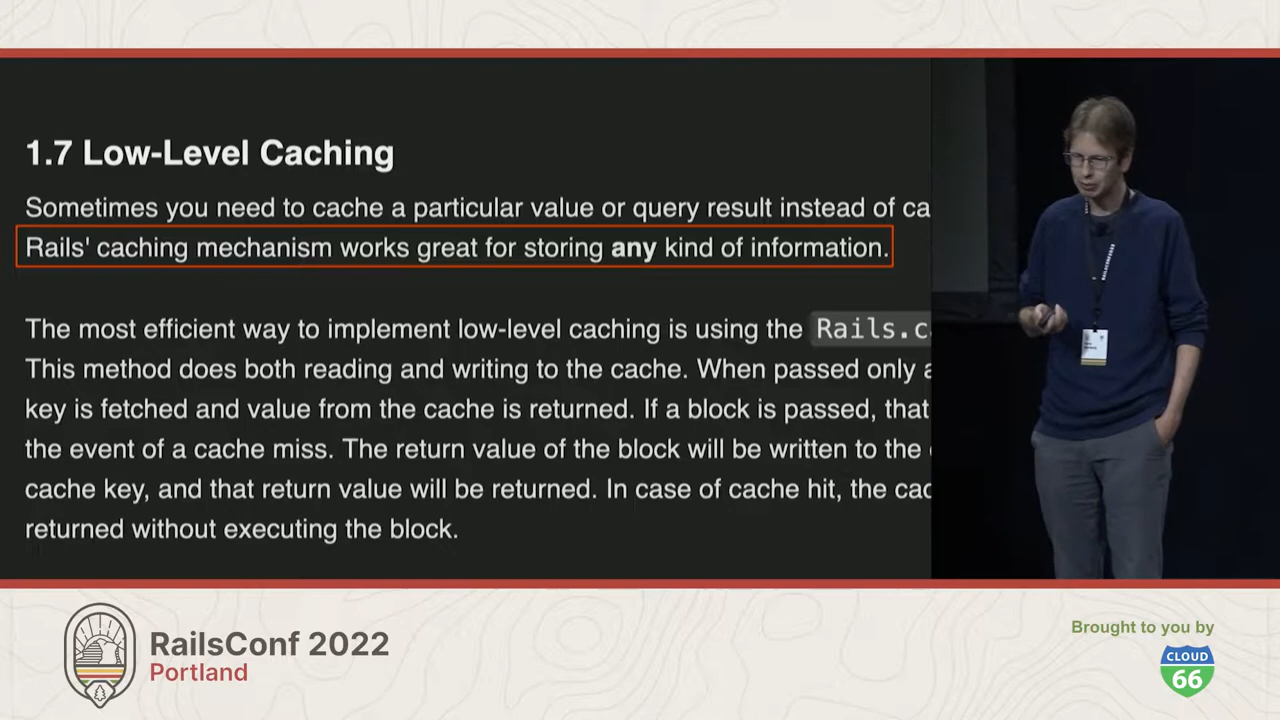 1.7 Low-Level Caching
Sometimes you need to cache a particular value or query result instead of ca
Rails' caching mechanism works great for storing any kind of information.
The most efficient way to implement low-level caching is using the Rails.c
This method does both reading and writing to the cache. When passed only a
key is fetched and value from the cache is returned. If a block is passed, that
the event of a cache miss. The return value of the block will be written to the
cache key, and that return value will be returned. In case of cache hit, the cac
returned without executing the block.
RailsConf 2022
Portland
Brought to you by
CLOUD
66